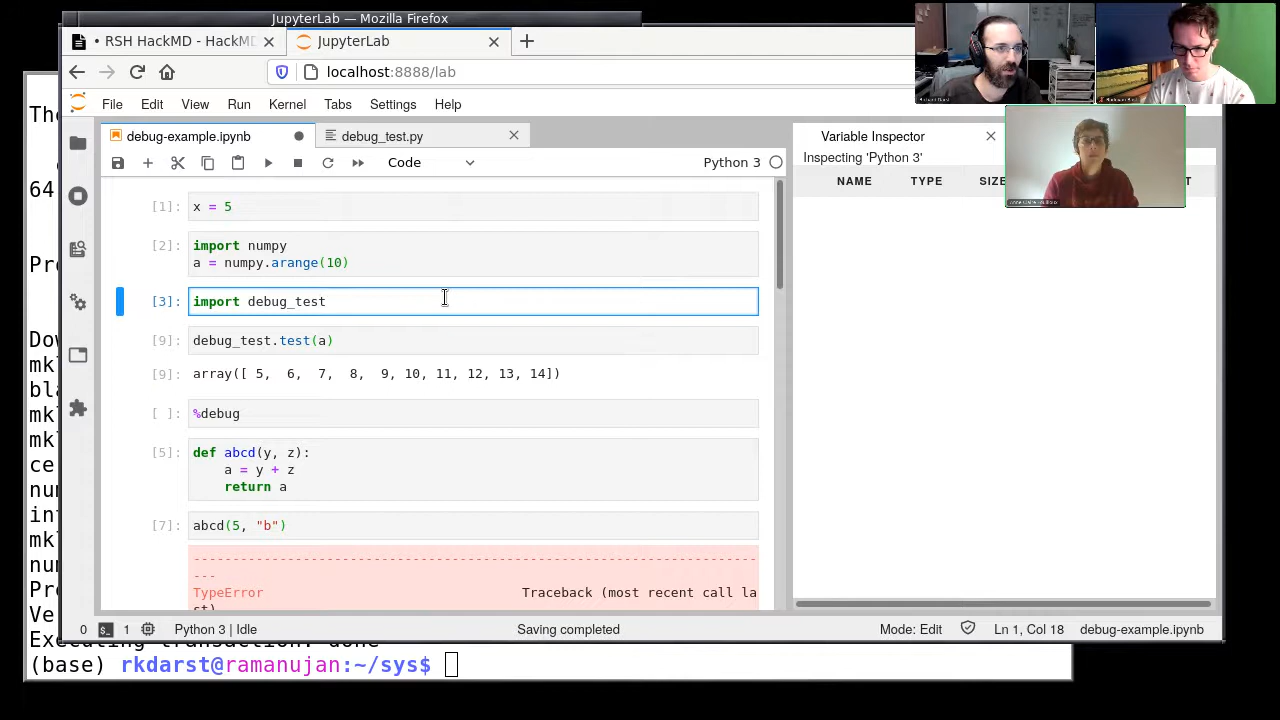 JupyterLab — Mozilla Firefox
• RSH HackMD - HackMD
JupyterLab
localhost:8888/lab
File Edit View Run Kernel Tabs Settings Help
debug-example.ipynb
debug_test.py
Code
Python 3
[1]: x = 5
[2]: import numpy
a = numpy.arange(10)
[3]: import debug_test
[9]: debug_test.test(a)
[9]: array([ 5,  6,  7,  8,  9, 10, 11, 12, 13, 14])
[ ]: %debug
[5]: def abcd(y, z):
    a = y + z
    return a
[7]: abcd(5, "b")
---------------------------------------------------------------------------
TypeError                                 Traceback (most recent call la
st)
Variable Inspector
Inspecting 'Python 3'
NAME TYPE SIZE T
0 1 Python 3 | Idle Saving completed Mode: Edit Ln 1, Col 18 debug-example.ipynb
The
64
Pr
Dow
mk
bla
mk
mk
ce
num
in
mk
num
Pr
Ve
Executing transaction: done
(base) rkdarst@ramanujan:~/sys$